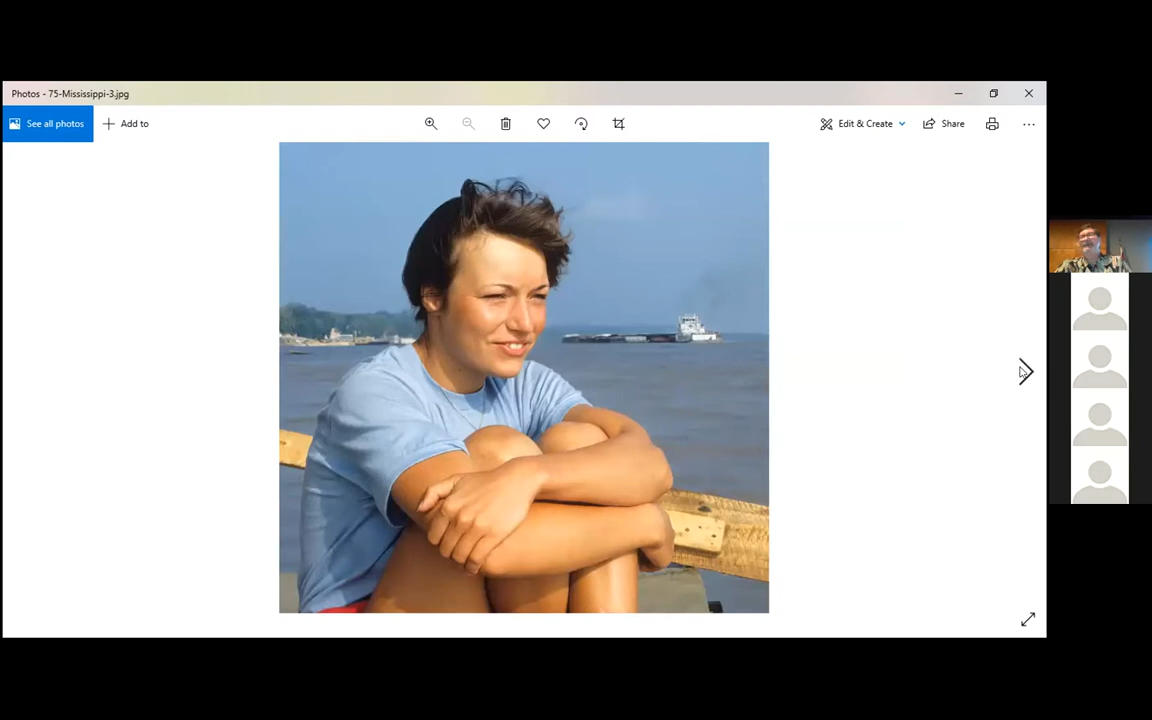 Photos - 75-Mississippi-3.jpg
See all photos
Add to
Edit & Create
Share